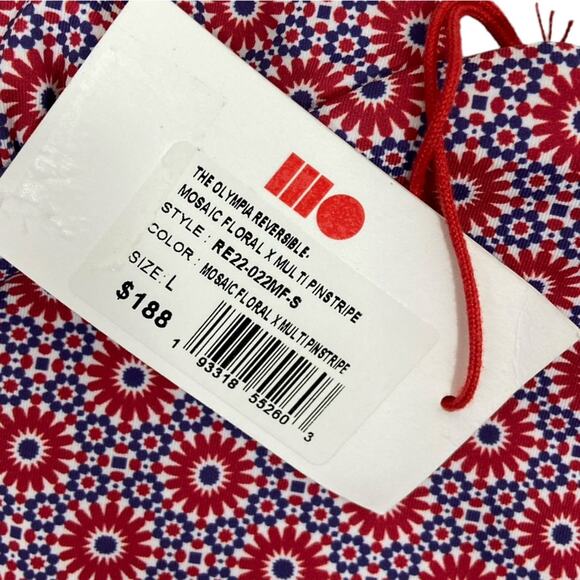 THE OLYMPIA REVERSIBLE.
MOSAIC FLORAL X MULTI PINSTRIPE
STYLE : RE22-022MF-S
COLOR : MOSAIC FLORAL X MULTI PINSTRIPE
SIZE: L
$188
1 93318 55260 3